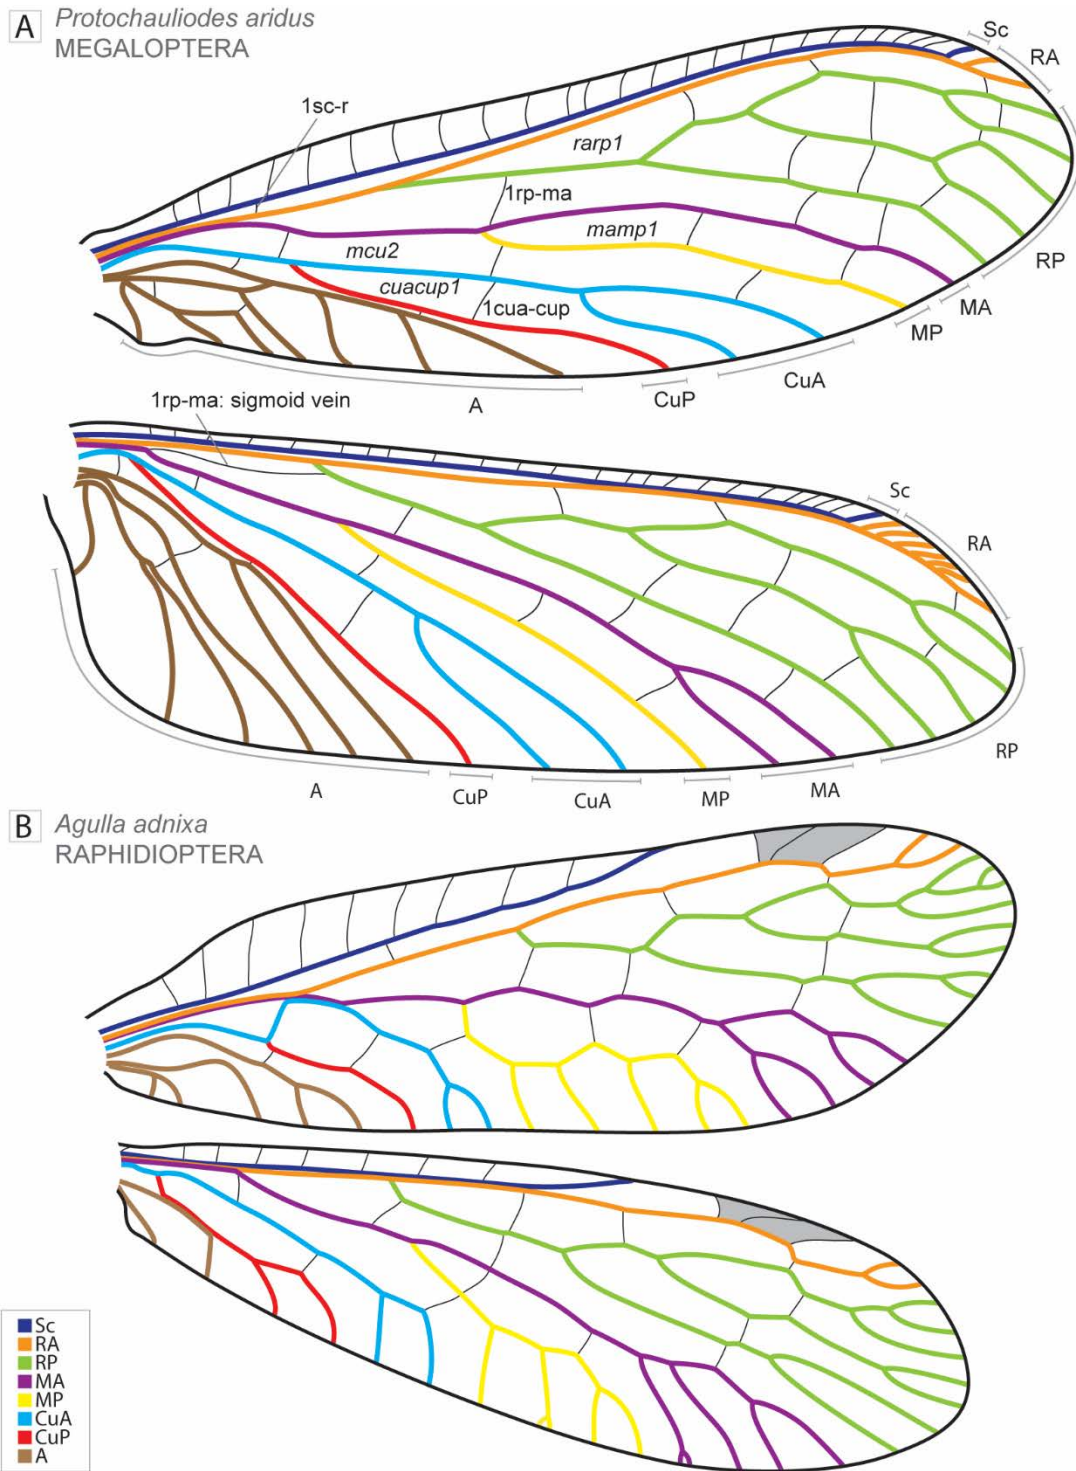 A Protochauliodes aridus
MEGALOPTERA
Sc
RA
1sc-r
rarp1
1rp-ma
mamp1
mcu2
cuacup1
1cua-cup
RP
MA
MP
CuA
CuP
A
1rp-ma: sigmoid vein
Sc
RA
RP
A
CuP
CuA
MP
MA
B Agulla adnixa
RAPHIDIOPTERA
Sc
RA
RP
MA
MP
CuA
CuP
A